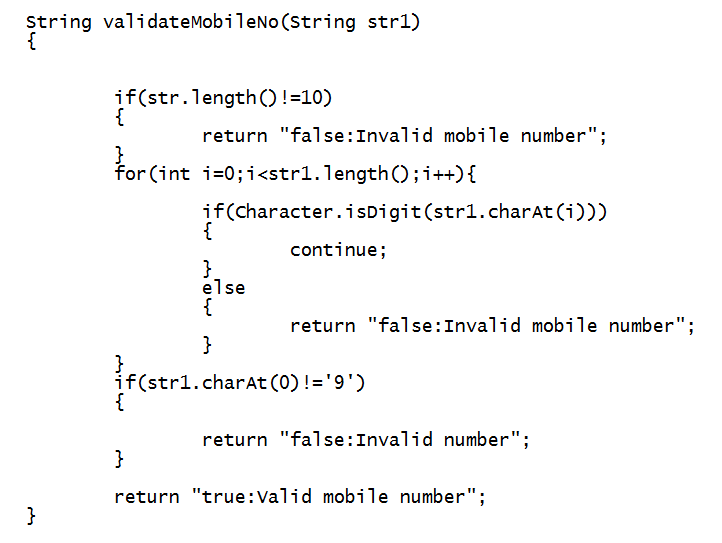 String validateMobileNo(String str1)
{
if(str.length()!=10)
{
return "false:Invalid mobile number";
}
for(int i=0;i<str1.length();i++){
if(Character.isDigit(str1.charAt(i)))
{
continue;
}
else
{
return "false:Invalid mobile number";
}
}
if(str1.charAt(0)!='9')
{
return "false:Invalid number";
}
return "true:Valid mobile number";
}